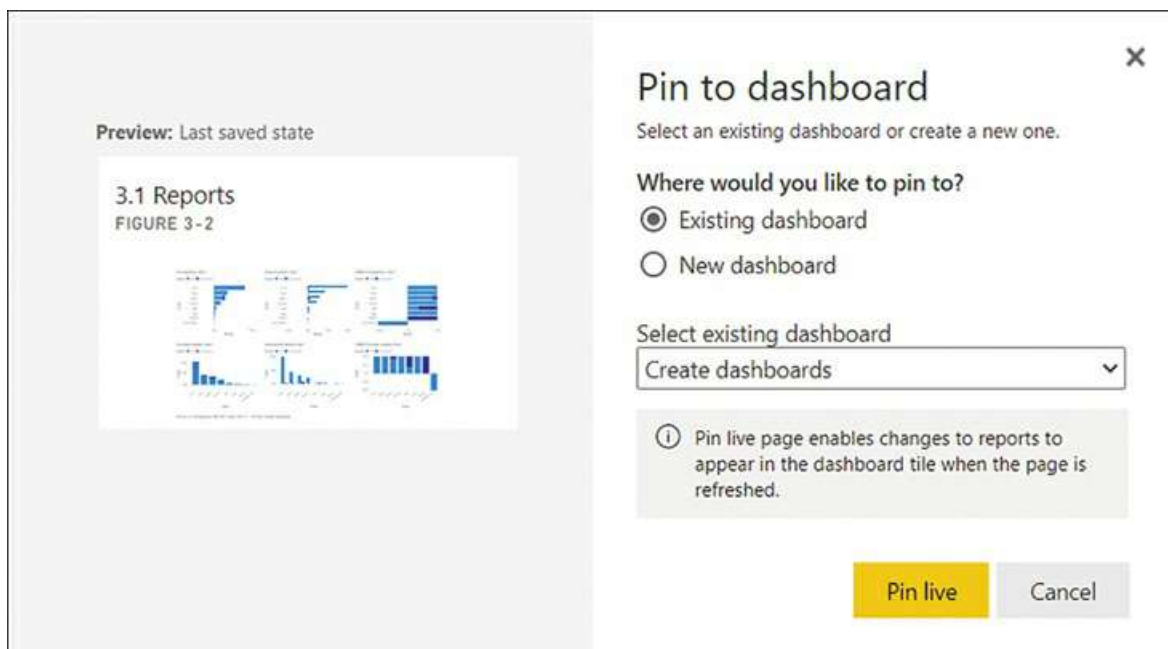 Preview: Last saved state
3.1 Reports
FIGURE 3-2
Pin to dashboard
Select an existing dashboard or create a new one.
Where would you like to pin to?
Existing dashboard
New dashboard
Select existing dashboard
Create dashboards
Pin live page enables changes to reports to
appear in the dashboard tile when the page is
refreshed.
Pin live
Cancel